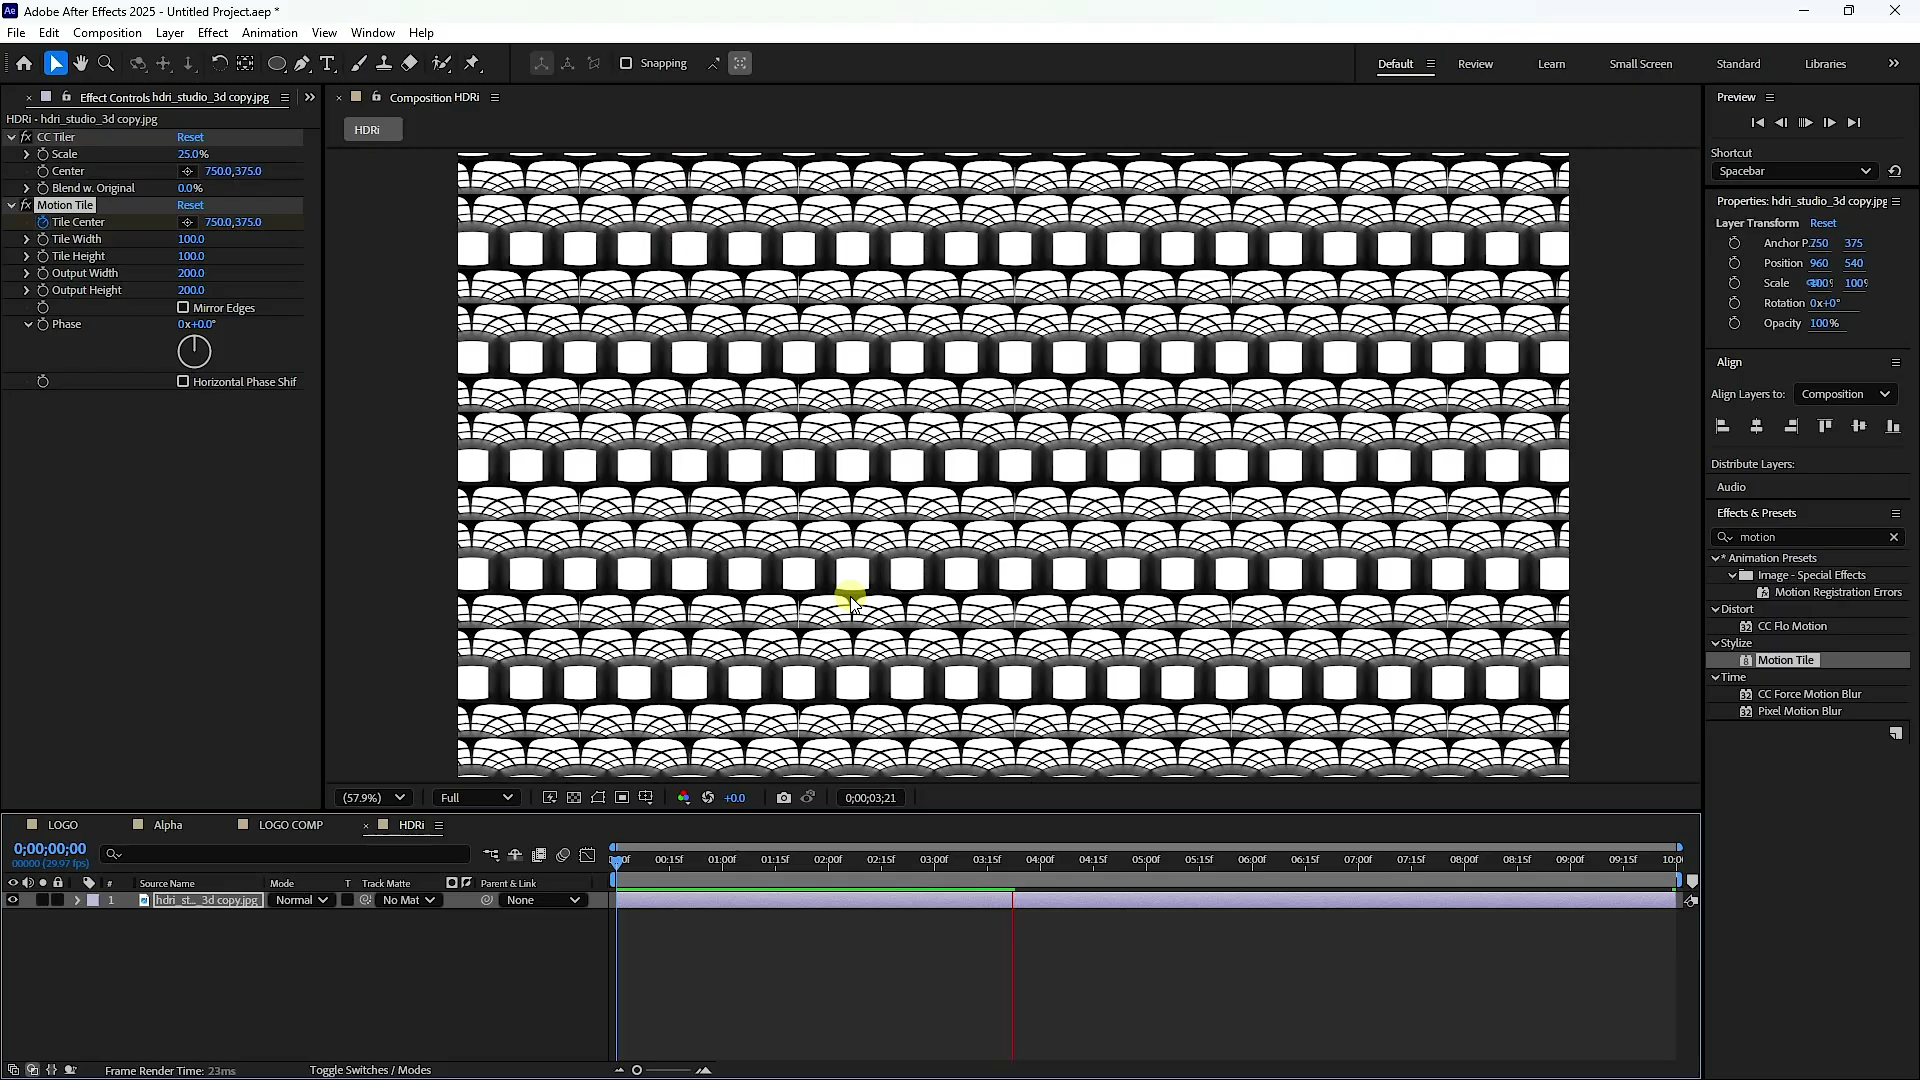 Adobe After Effects 2025 - Untitled Project.aep *
File Edit Composition Layer Effect Animation View Window Help
Snapping
Default Review Learn Small Screen Standard Libraries
Effect Controls hdri_studio_3d copy.jpg
HDRi - hdri_studio_3d copy.jpg
fx CC Tiler Reset
Scale 25.0%
Center 750.0,375.0
Blend w. Original 0.0%
fx Motion Tile Reset
Tile Center 750.0,375.0
Tile Width 100.0
Tile Height 100.0
Output Width 200.0
Output Height 200.0
Mirror Edges
Phase 0x+0.0°
Horizontal Phase Shif
Composition HDRi
HDRi
(57.9%) Full +0.0 0;00;03;21
Preview
Shortcut
Spacebar
Properties: hdri_studio_3d copy.jpg
Layer Transform Reset
Anchor P. 750 375
Position 960 540
Scale
Rotation 0x+0°
Opacity 100%
Align
Align Layers to: Composition
Distribute Layers:
Audio
Effects & Presets
motion
* Animation Presets
Image - Special Effects
Motion Registration Errors
Distort
CC Flo Motion
Stylize
Motion Tile
Time
CC Force Motion Blur
Pixel Motion Blur
LOGO Alpha LOGO COMP HDRi
0;00;00;00
00000 (29.97 fps)
00:15f 01:00f 01:15f 02:00f 02:15f 03:00f 03:15f 04:00f 04:15f 05:00f 05:15f 06:00f 06:15f 07:00f 07:15f 08:00f 08:15f 09:00f 09:15f
# Source Name Mode T Track Matte Parent & Link
1 hdri_st... 3d copy.jpg Normal No Mat None
Frame Render Time: 23ms Toggle Switches / Modes